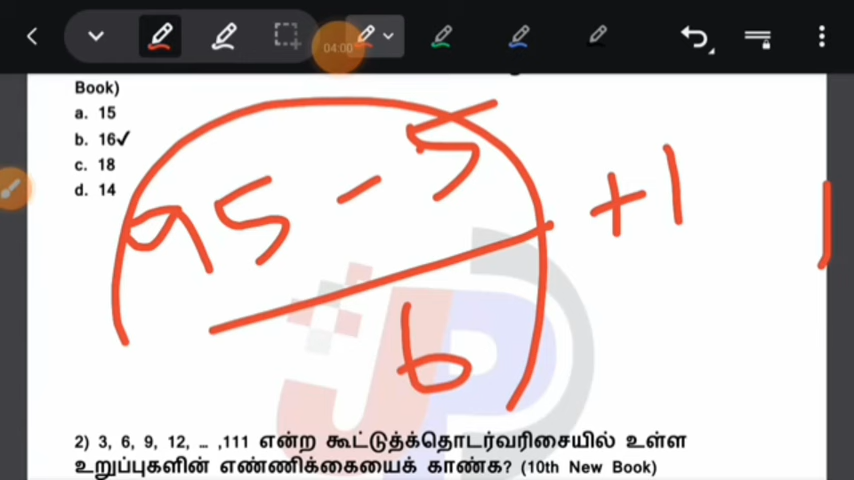 04:00
Book)
a. 15
b. 16✓
c. 18
d. 14
95 - 5
+1
6
2) 3, 6, 9, 12, … ,111 என்ற கூட்டுத்க்தொடர்வரிசையில் உள்ள
உறுப்புகளின் எண்ணிக்கையைக் காண்க? (10th New Book)